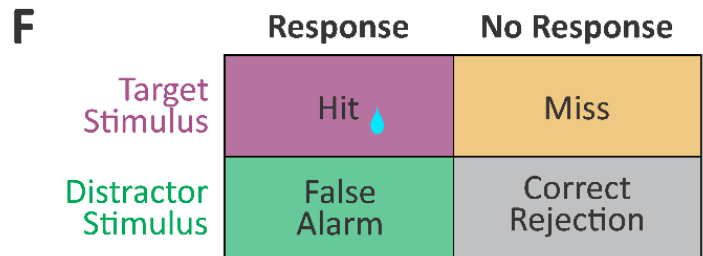 F
Response No Response
Target
Stimulus
Hit
Miss
Distractor
Stimulus
False
Alarm
Correct
Rejection